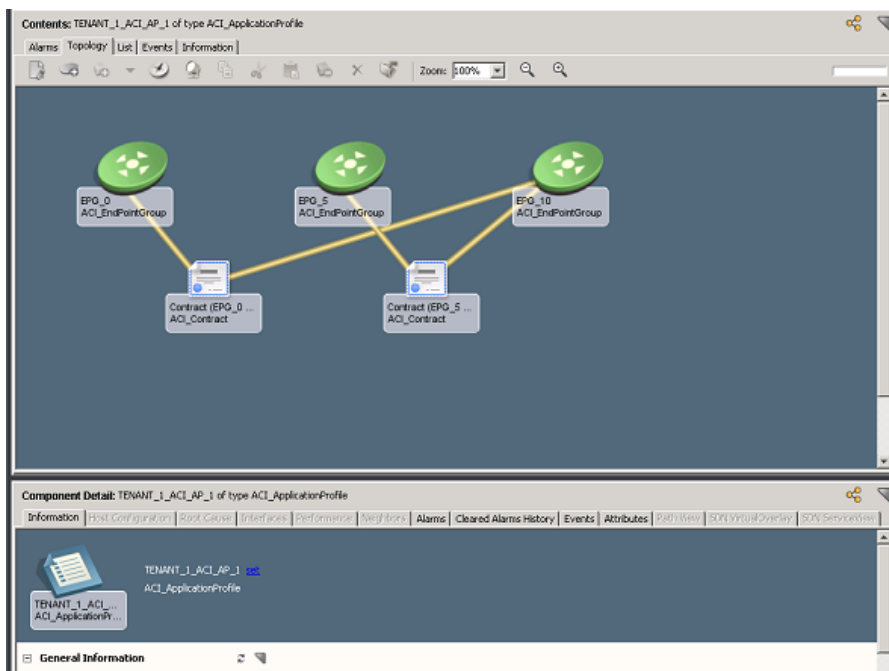 Contents: TENANT_1_ACI_AP_1 of type ACI_ApplicationProfile
Alarms Topology List Events Information
Zoom: 100%
EPG_0
ACI_EndPointGroup
EPG_5
ACI_EndPointGroup
EPG_10
ACI_EndPointGroup
Contract (EPG_0 ...
ACI_Contract
Contract (EPG_5 ...
ACI_Contract
Component Detail: TENANT_1_ACI_AP_1 of type ACI_ApplicationProfile
Information Host Configuration Root Cause Interfaces Performance Neighbors Alarms Cleared Alarms History Events Attributes Path View SDN VirtualOverlay SDN ServiceView
TENANT_1_ACI_AP_1 set
ACI_ApplicationProfile
TENANT_1_ACI_...
ACI_ApplicationPr...
General Information